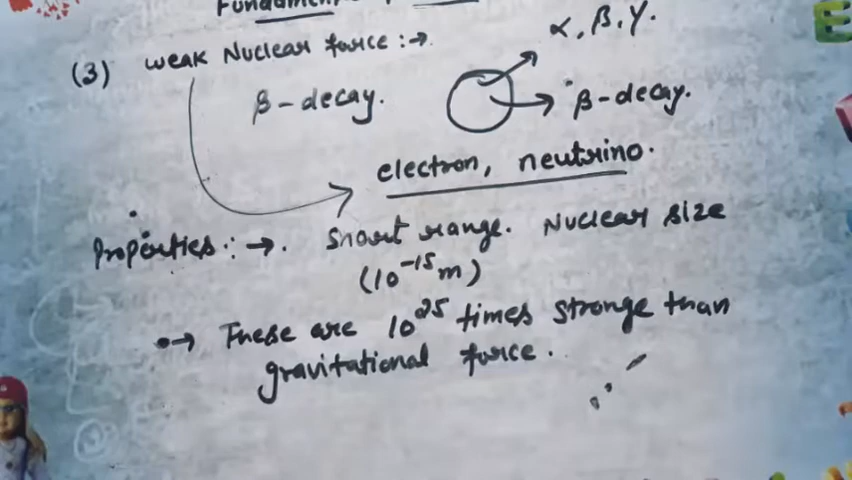 (3) weak Nuclear force :→
α, β, γ.
β-decay.
β-decay.
electron, neutrino.
Properties :→. Short range. Nuclear size
(10⁻¹⁵m)
•→ These are 10²⁵ times stronge than
gravitational force.
E